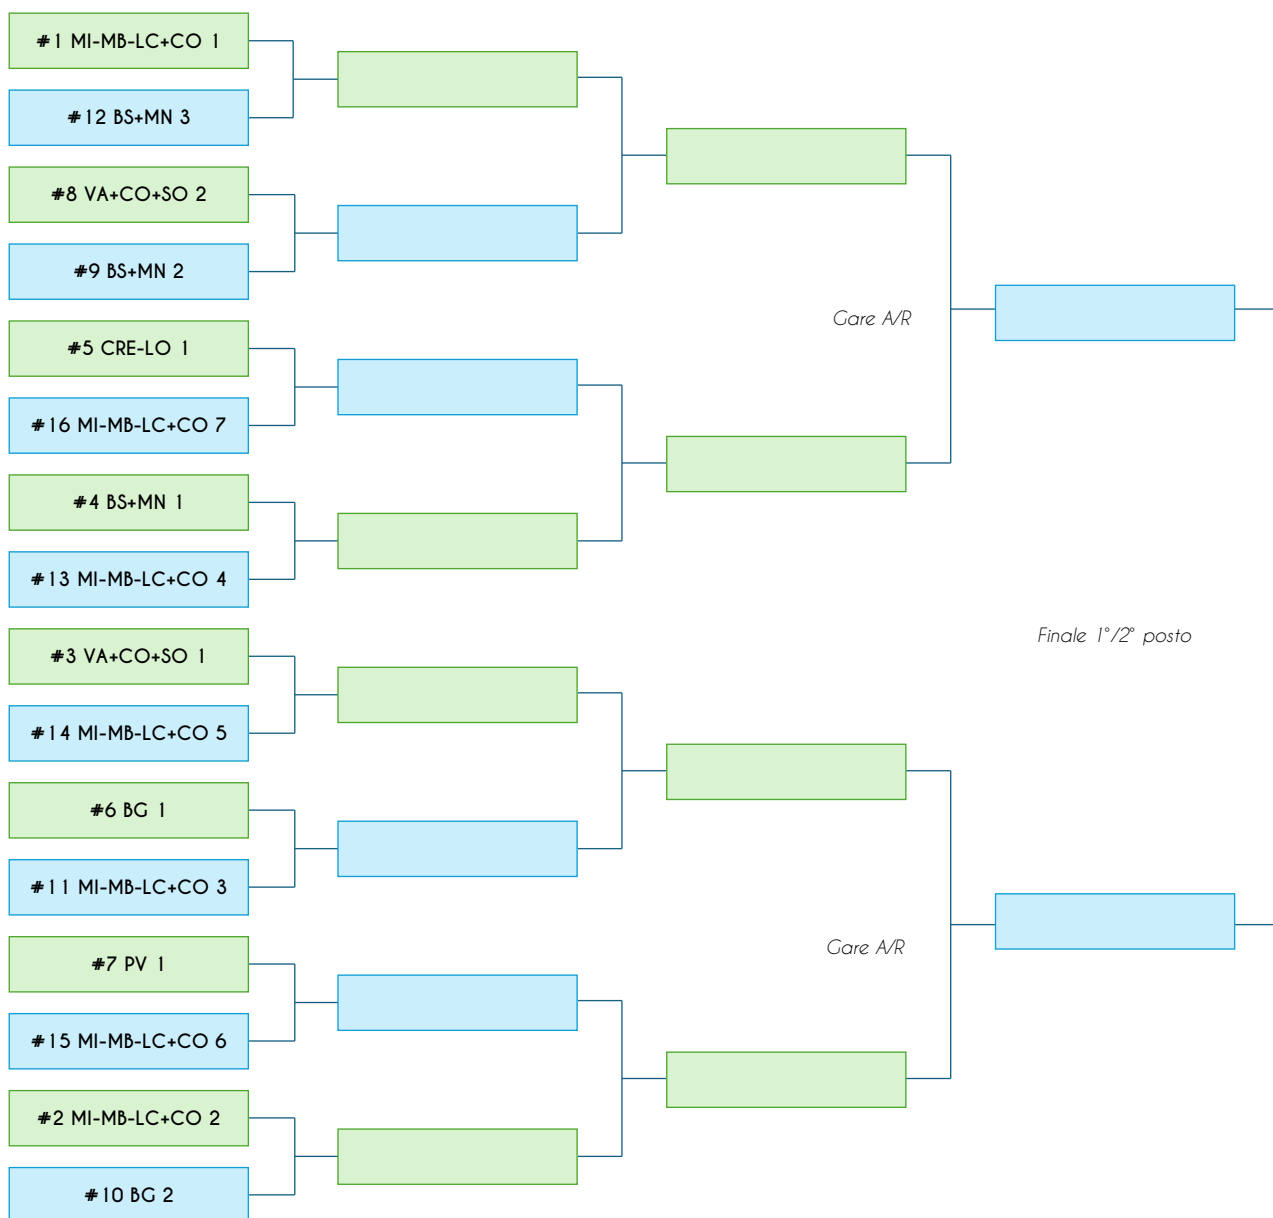 #1 MI-MB-LC+CO 1
#12 BS+MN 3
#8 VA+CO+SO 2
#9 BS+MN 2
Gare A/R
#5 CRE-LO 1
#16 MI-MB-LC+CO 7
#4 BS+MN 1
#13 MI-MB-LC+CO 4
Finale 1°/2° posto
#3 VA+CO+SO 1
#14 MI-MB-LC+CO 5
#6 BG 1
#11 MI-MB-LC+CO 3
Gare A/R
#7 PV 1
#15 MI-MB-LC+CO 6
#2 MI-MB-LC+CO 2
#10 BG 2